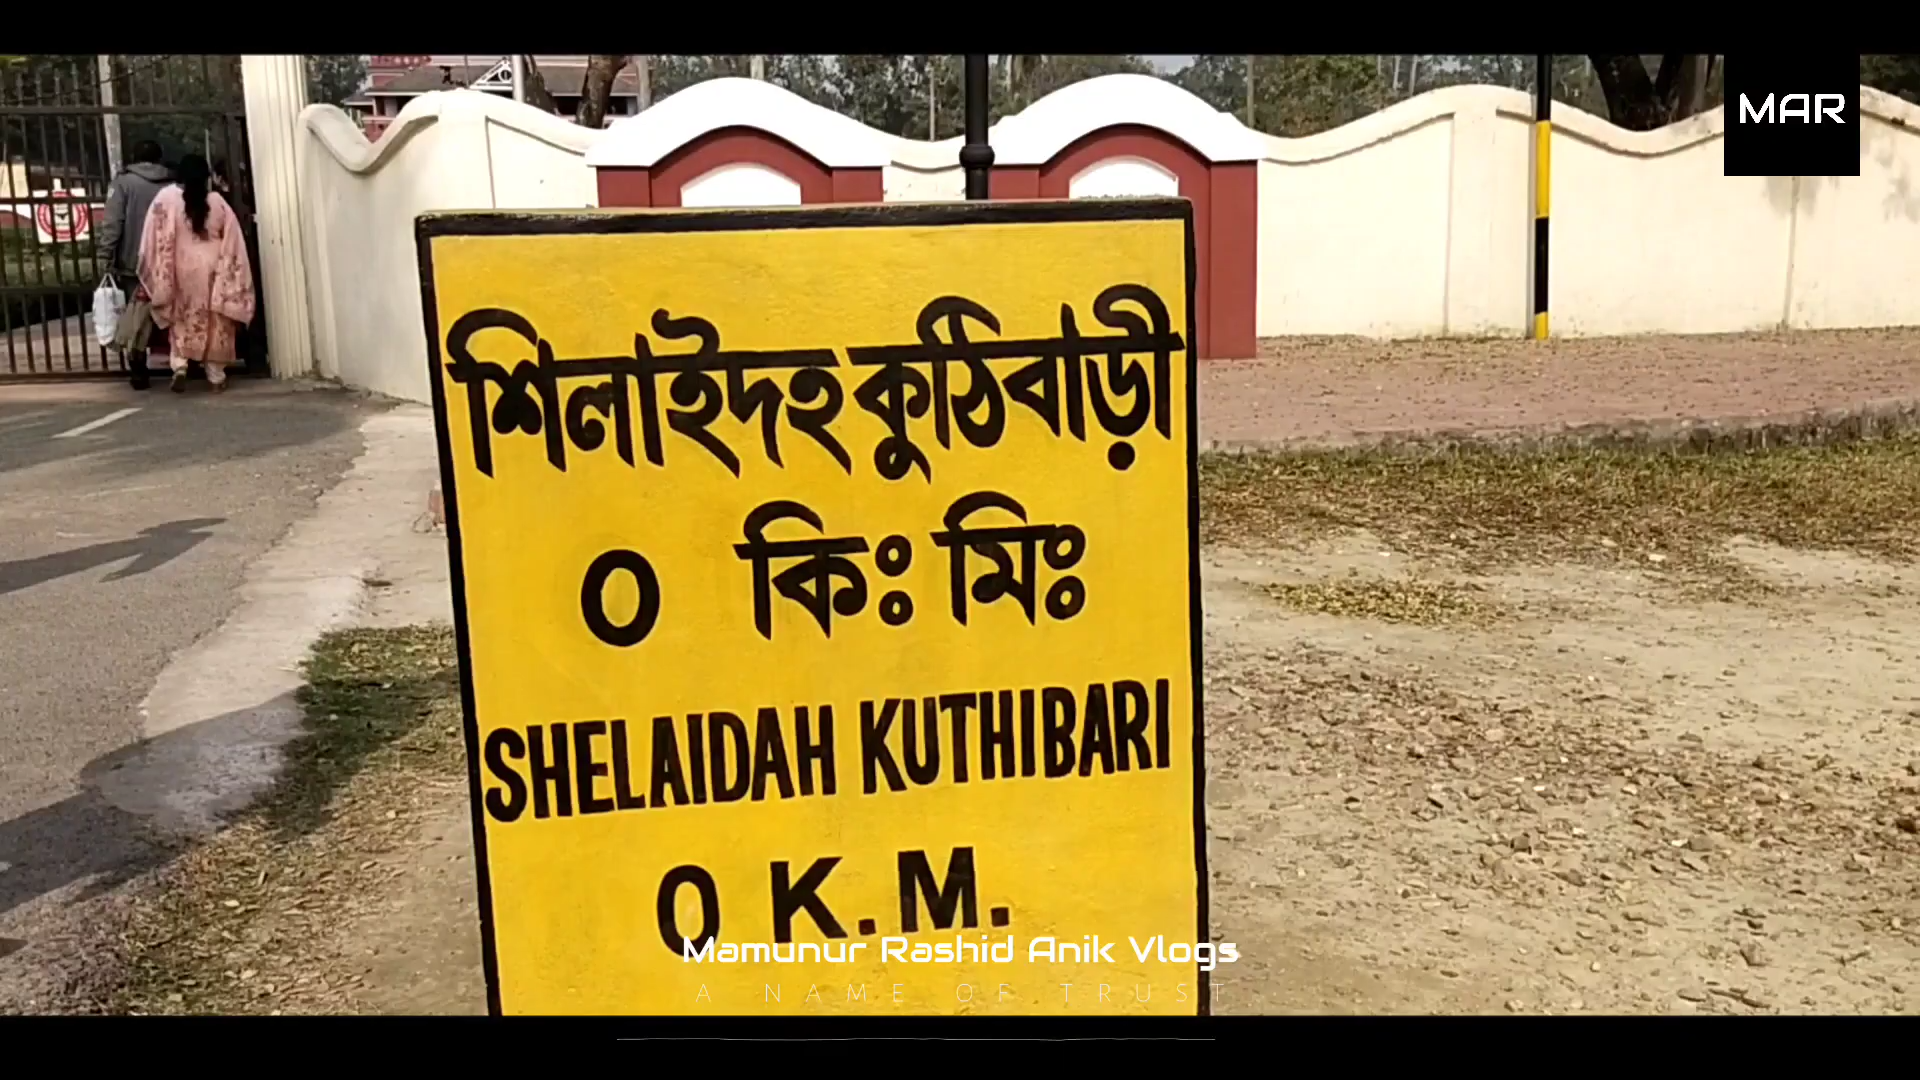 MAR
শিলাইদহ কুঠিবাড়ী
০ কিঃ মিঃ
SHELAIDAH KUTHIBARI
0 K.M.
Mamunur Rashid Anik Vlogs
A NAME OF TRUST